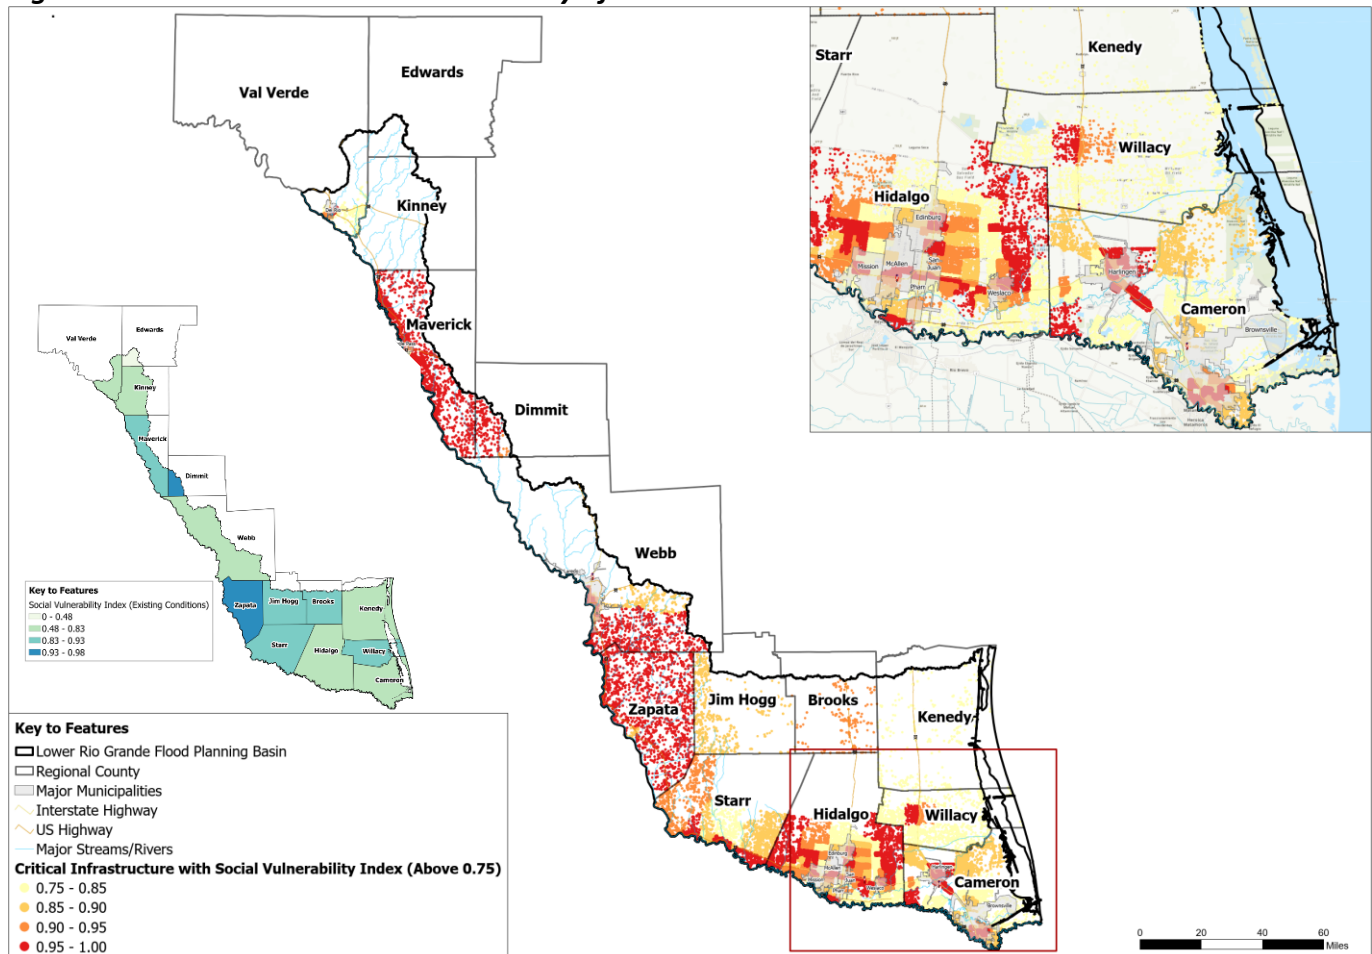 Val Verde
Edwards
Kinney
Maverick
Dimmit
Webb
Zapata
Jim Hogg
Brooks
Kenedy
Starr
Hidalgo
Willacy
Cameron
Edinburg
McAllen
Brownsville
Starr
Kenedy
Willacy
Hidalgo
Edinburg
Mission
McAllen
San
Juan
Pharr
Weslaco
Harlingen
Cameron
Brownsville
Val Verde
Edwards
Kinney
Maverick
Dimmit
Webb
Zapata
Jim Hogg
Brooks
Kenedy
Starr
Hidalgo
Willacy
Cameron
Key to Features
Social Vulnerability Index (Existing Conditions)
0 - 0.48
0.48 - 0.83
0.83 - 0.93
0.93 - 0.98
Key to Features
Lower Rio Grande Flood Planning Basin
Regional County
Major Municipalities
Interstate Highway
US Highway
Major Streams/Rivers
Critical Infrastructure with Social Vulnerability Index (Above 0.75)
0.75 - 0.85
0.85 - 0.90
0.90 - 0.95
0.95 - 1.00
0 20 40 60
Miles